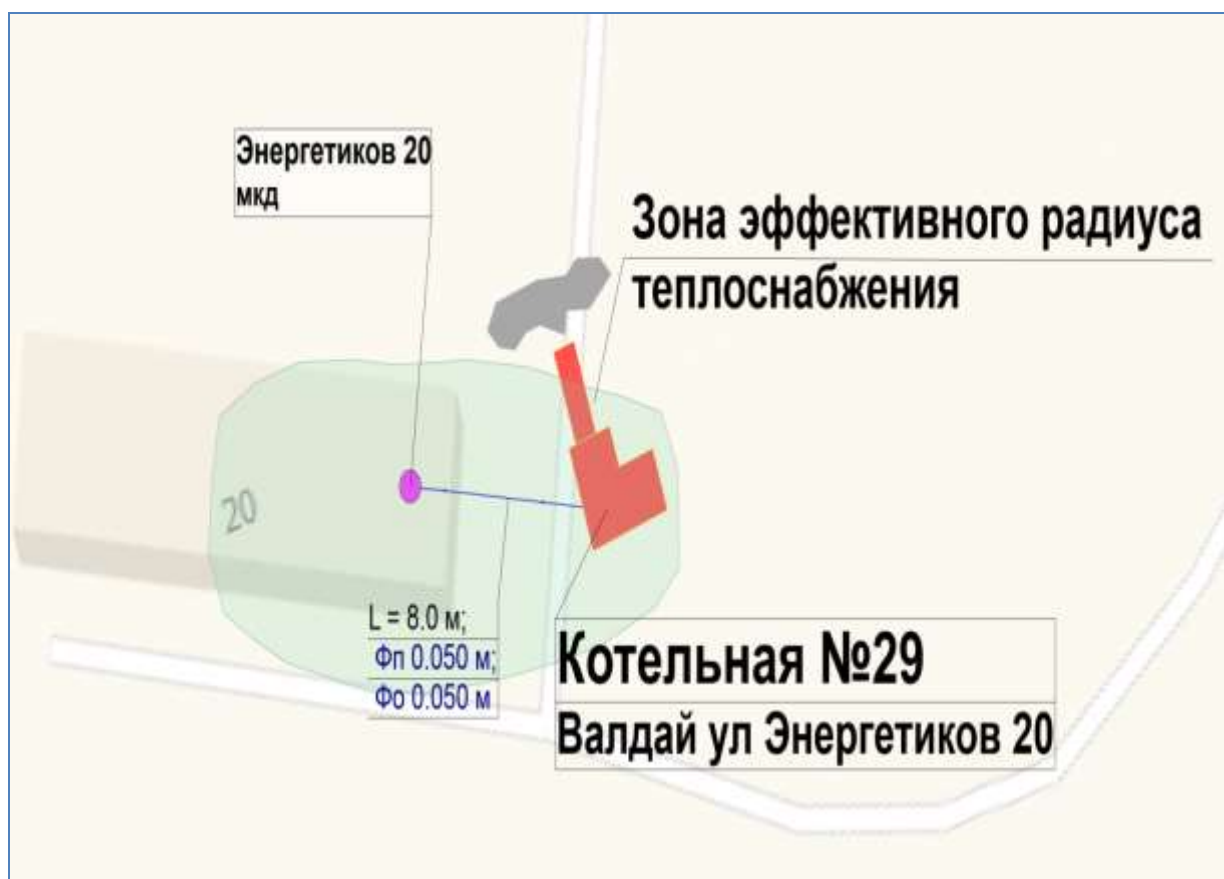 Энергетиков 20
мкд
Зона эффективного радиуса
теплоснабжения
20
L = 8.0 м;
Фп 0.050 м;
Фо 0.050 м
Котельная №29
Валдай ул Энергетиков 20